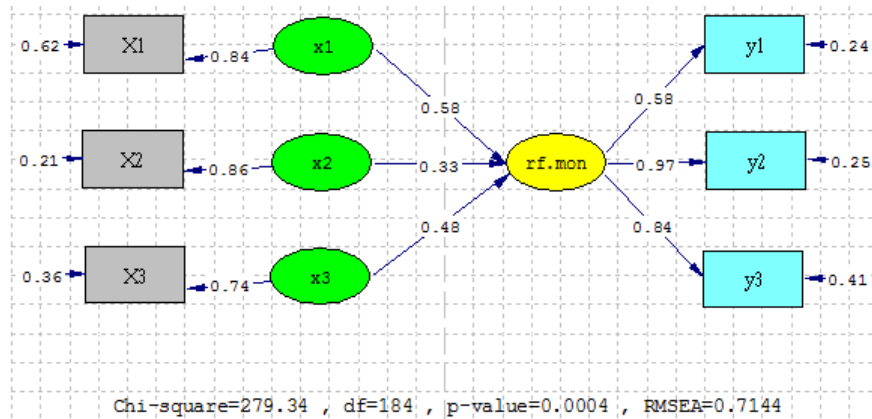 0.62 X1 0.84 x1 0.58 0.58 y1 0.24
0.21 X2 0.86 x2 0.33 rf.mon 0.97 y2 0.25
0.36 X3 0.74 x3 0.48 0.84 y3 0.41
Chi-square=279.34 , df=184 , p-value=0.0004 , RMSEA=0.7144